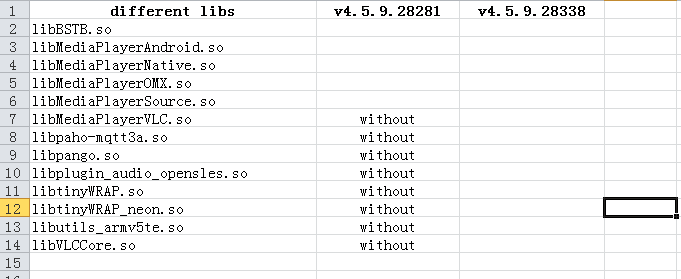 1 different libs v4.5.9.28281 v4.5.9.28338
2 libBSTB.so
3 libMediaPlayerAndroid.so
4 libMediaPlayerNative.so
5 libMediaPlayerOMX.so
6 libMediaPlayerSource.so
7 libMediaPlayerVLC.so without
8 libpaho-mqtt3a.so without
9 libpango.so without
10 libplugin_audio_opensles.so without
11 libtinyWRAP.so without
12 libtinyWRAP_neon.so without
13 libutils_armv5te.so without
14 libVLCCore.so without
15